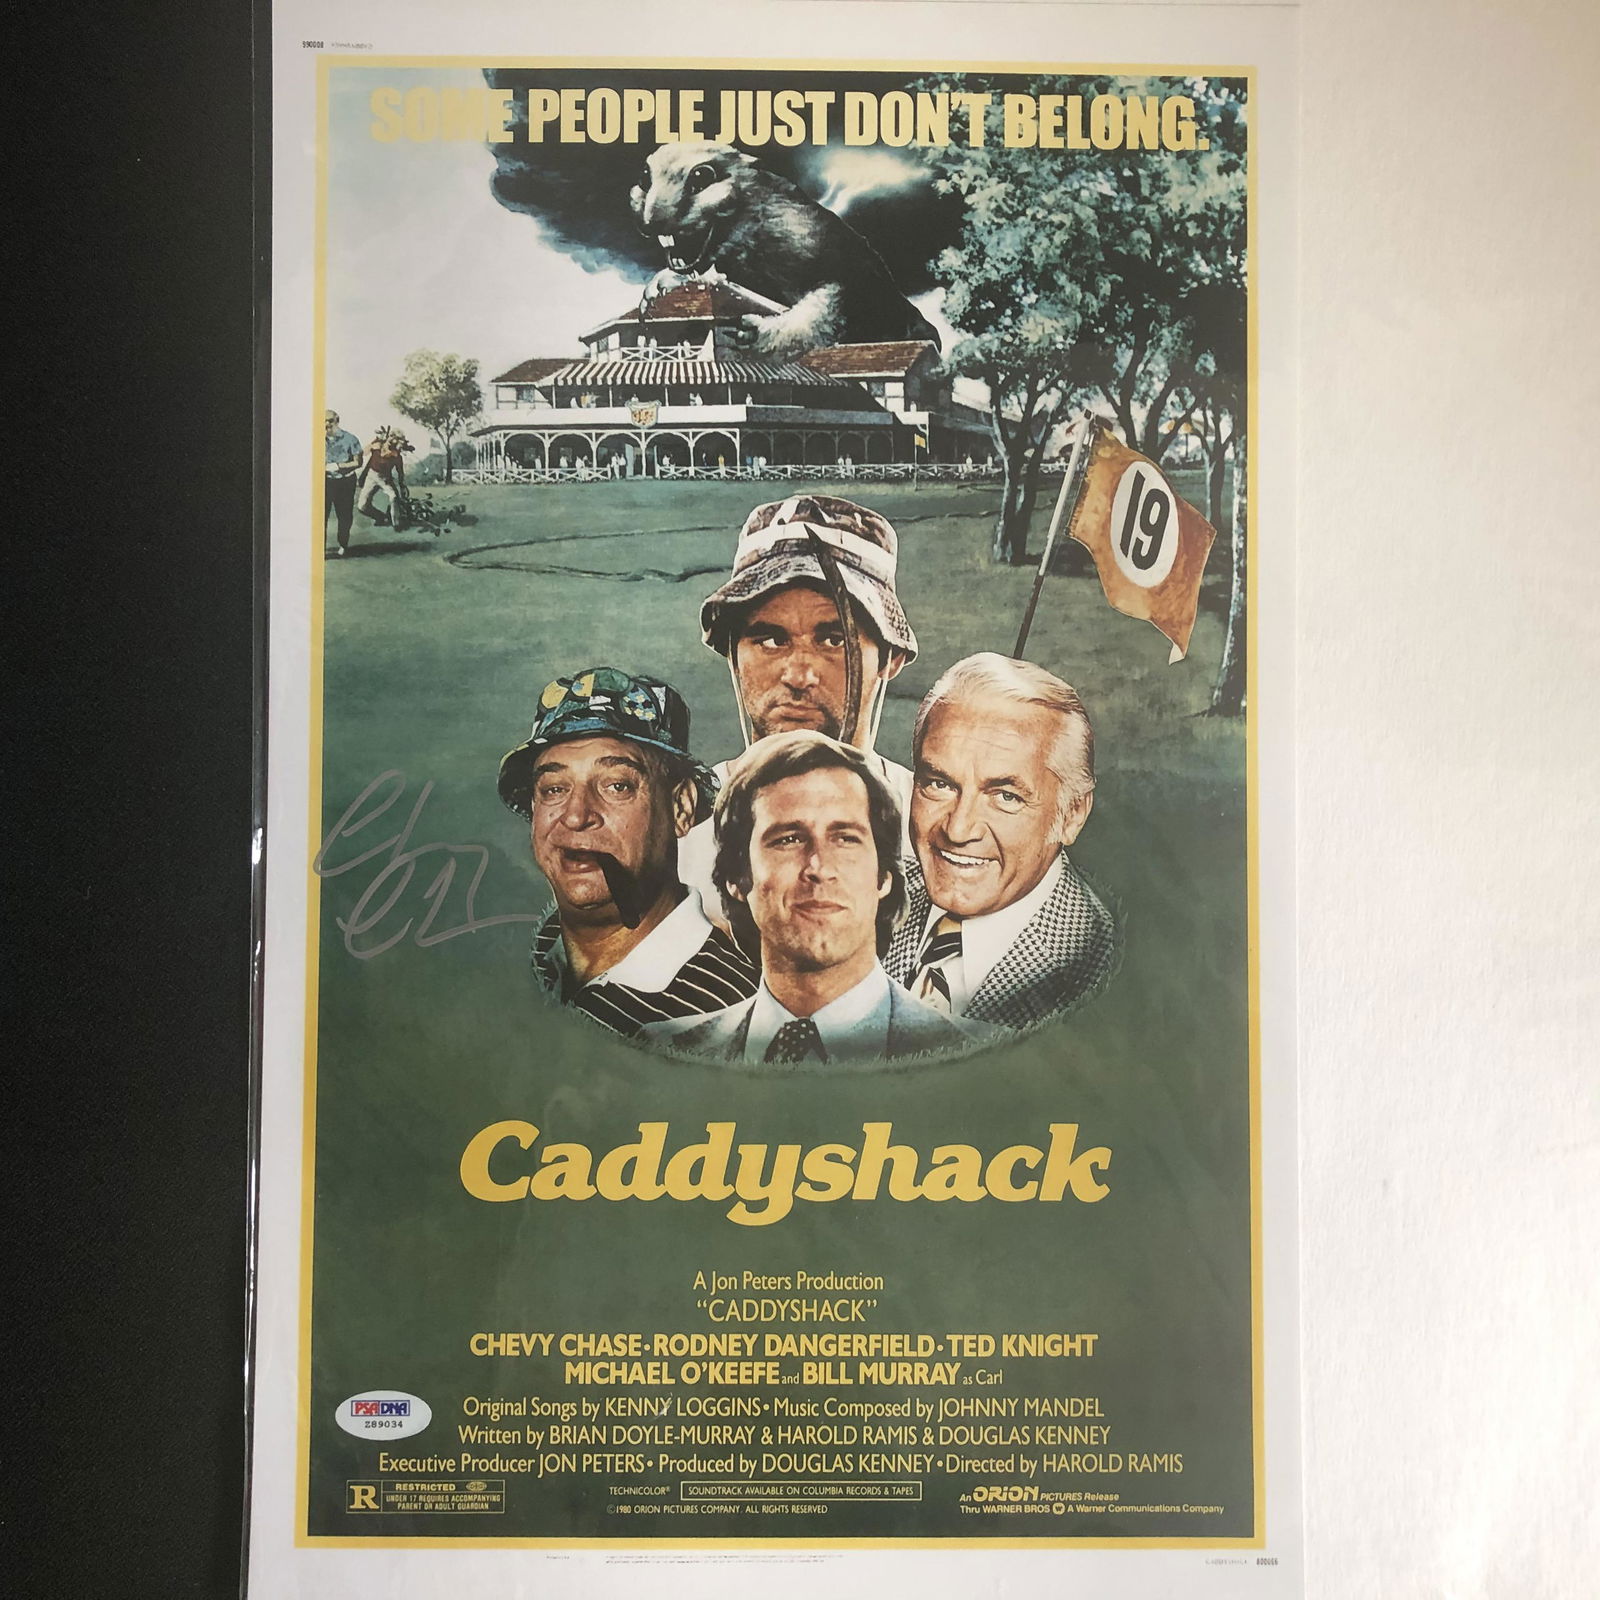 990008
SOME PEOPLE JUST DON'T BELONG.
19
Caddyshack
A Jon Peters Production
"CADDYSHACK"
CHEVY CHASE • RODNEY DANGERFIELD • TED KNIGHT
MICHAEL O'KEEFE and BILL MURRAY as Carl
Original Songs by KENNY LOGGINS • Music Composed by JOHNNY MANDEL
Written by BRIAN DOYLE-MURRAY & HAROLD RAMIS & DOUGLAS KENNEY
Executive Producer JON PETERS • Produced by DOUGLAS KENNEY • Directed by HAROLD RAMIS
PSA DNA
Z89034
R RESTRICTED
UNDER 17 REQUIRES ACCOMPANYING
PARENT OR ADULT GUARDIAN
TECHNICOLOR® SOUNDTRACK AVAILABLE ON COLUMBIA RECORDS & TAPES
©1980 ORION PICTURES COMPANY. ALL RIGHTS RESERVED
An ORION PICTURES Release
Thru WARNER BROS A Warner Communications Company
CADDYSHACK 800066